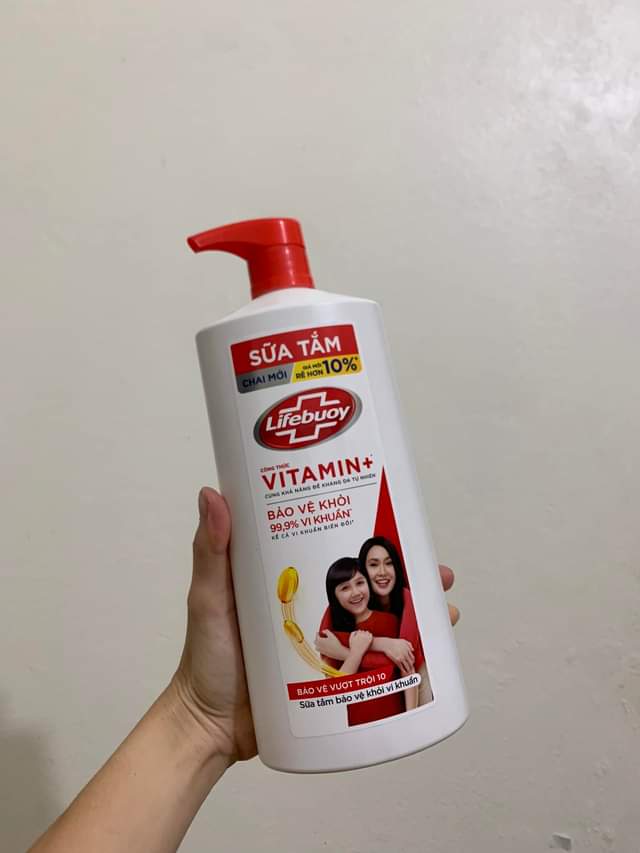 SỮA TẮM
CHAI MỚI
GIÁ MỚI
RẺ HƠN 10%*
Lifebuoy
CÔNG THỨC
VITAMIN+*
CÙNG KHẢ NĂNG ĐỀ KHÁNG DA TỰ NHIÊN
BẢO VỆ KHỎI
99,9% VI KHUẨN*
KỂ CẢ VI KHUẨN BIẾN ĐỔI*
BẢO VỆ VƯỢT TRỘI 10
Sữa tắm bảo vệ khỏi vi khuẩn